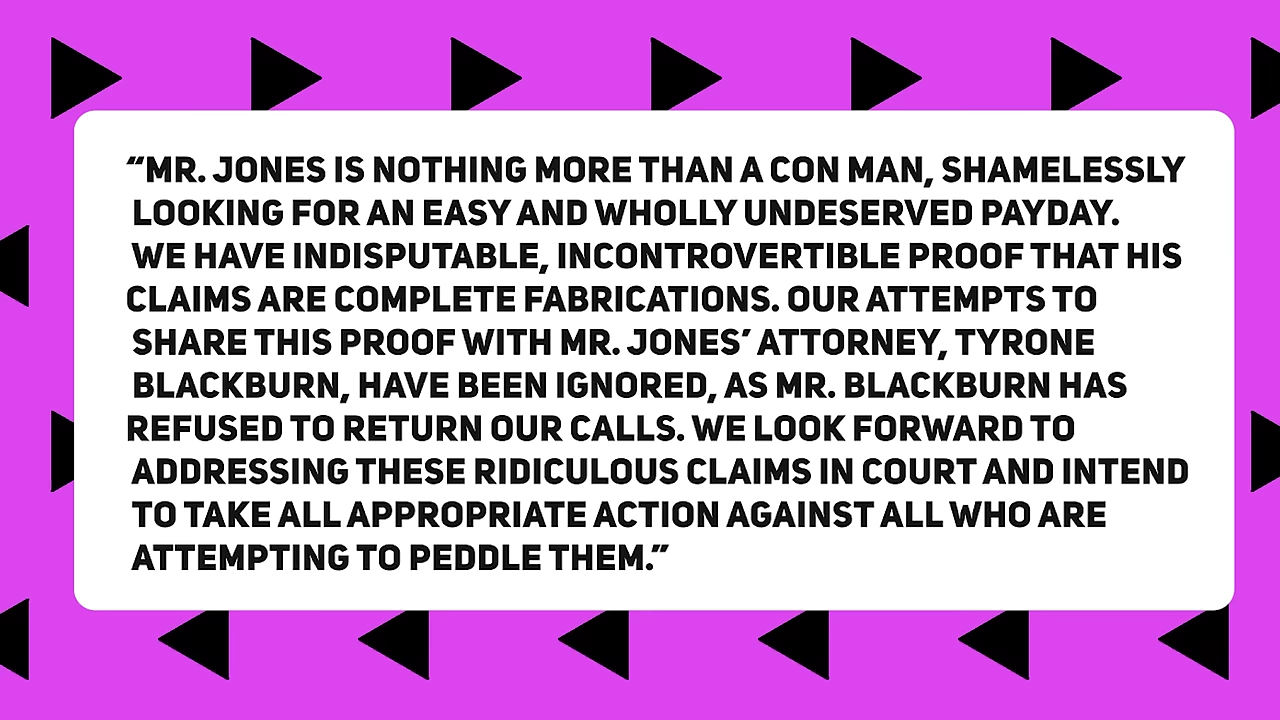 “MR. JONES IS NOTHING MORE THAN A CON MAN, SHAMELESSLY
LOOKING FOR AN EASY AND WHOLLY UNDESERVED PAYDAY.
WE HAVE INDISPUTABLE, INCONTROVERTIBLE PROOF THAT HIS
CLAIMS ARE COMPLETE FABRICATIONS. OUR ATTEMPTS TO
SHARE THIS PROOF WITH MR. JONES’ ATTORNEY, TYRONE
BLACKBURN, HAVE BEEN IGNORED, AS MR. BLACKBURN HAS
REFUSED TO RETURN OUR CALLS. WE LOOK FORWARD TO
ADDRESSING THESE RIDICULOUS CLAIMS IN COURT AND INTEND
TO TAKE ALL APPROPRIATE ACTION AGAINST ALL WHO ARE
ATTEMPTING TO PEDDLE THEM.”